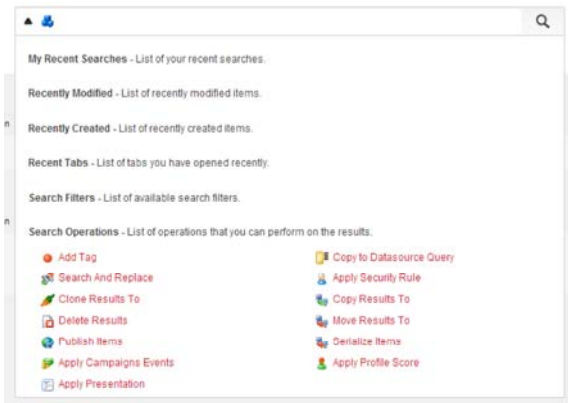 My Recent Searches - List of your recent searches.
Recently Modified - List of recently modified items.
n
Recently Created - List of recently created items.
Recent Tabs - List of tabs you have opened recently.
Search Filters - List of available search filters.
n
Search Operations - List of operations that you can perform on the results.
Add Tag
Copy to Datasource Query
Search And Replace
Apply Security Rule
Clone Results To
Copy Results To
Delete Results
Move Results To
Publish Items
Serialize Items
Apply Campaigns Events
Apply Profile Score
Apply Presentation